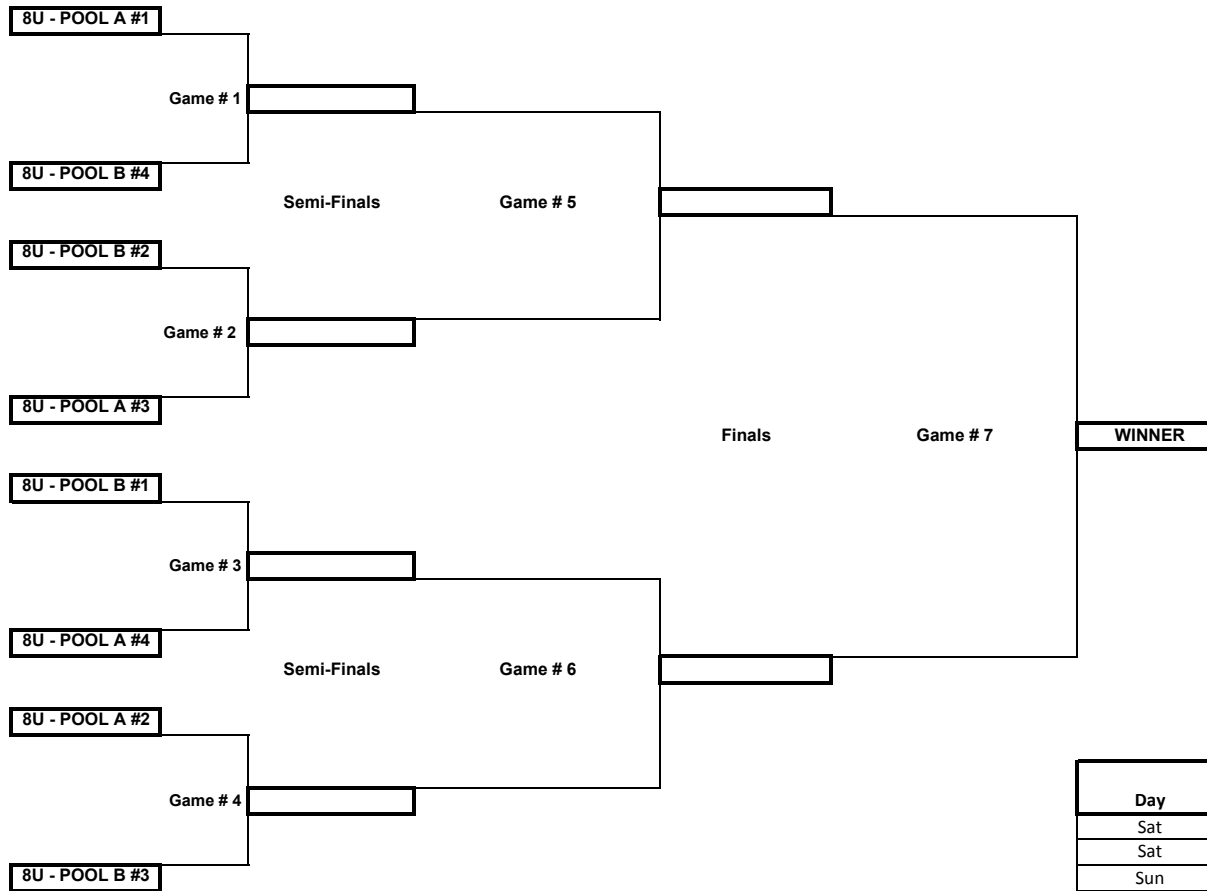 8U - POOL A #1
Game # 1
8U - POOL B #4
Semi-Finals Game # 5
8U - POOL B #2
Game # 2
8U - POOL A #3
Finals Game # 7 WINNER
8U - POOL B #1
Game # 3
8U - POOL A #4
Semi-Finals Game # 6
8U - POOL A #2
Game # 4
Day
Sat
Sat
8U - POOL B #3
Sun